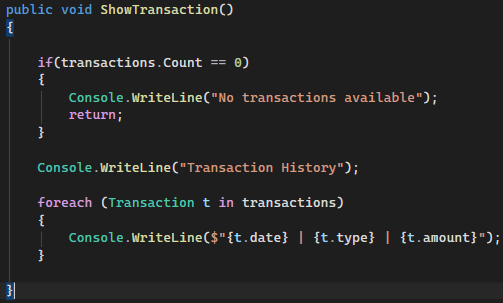 public void ShowTransaction()
{
if(transactions.Count == 0)
{
Console.WriteLine("No transactions available");
return;
}
Console.WriteLine("Transaction History");
foreach (Transaction t in transactions)
{
Console.WriteLine($"{t.date} | {t.type} | {t.amount}");
}
}